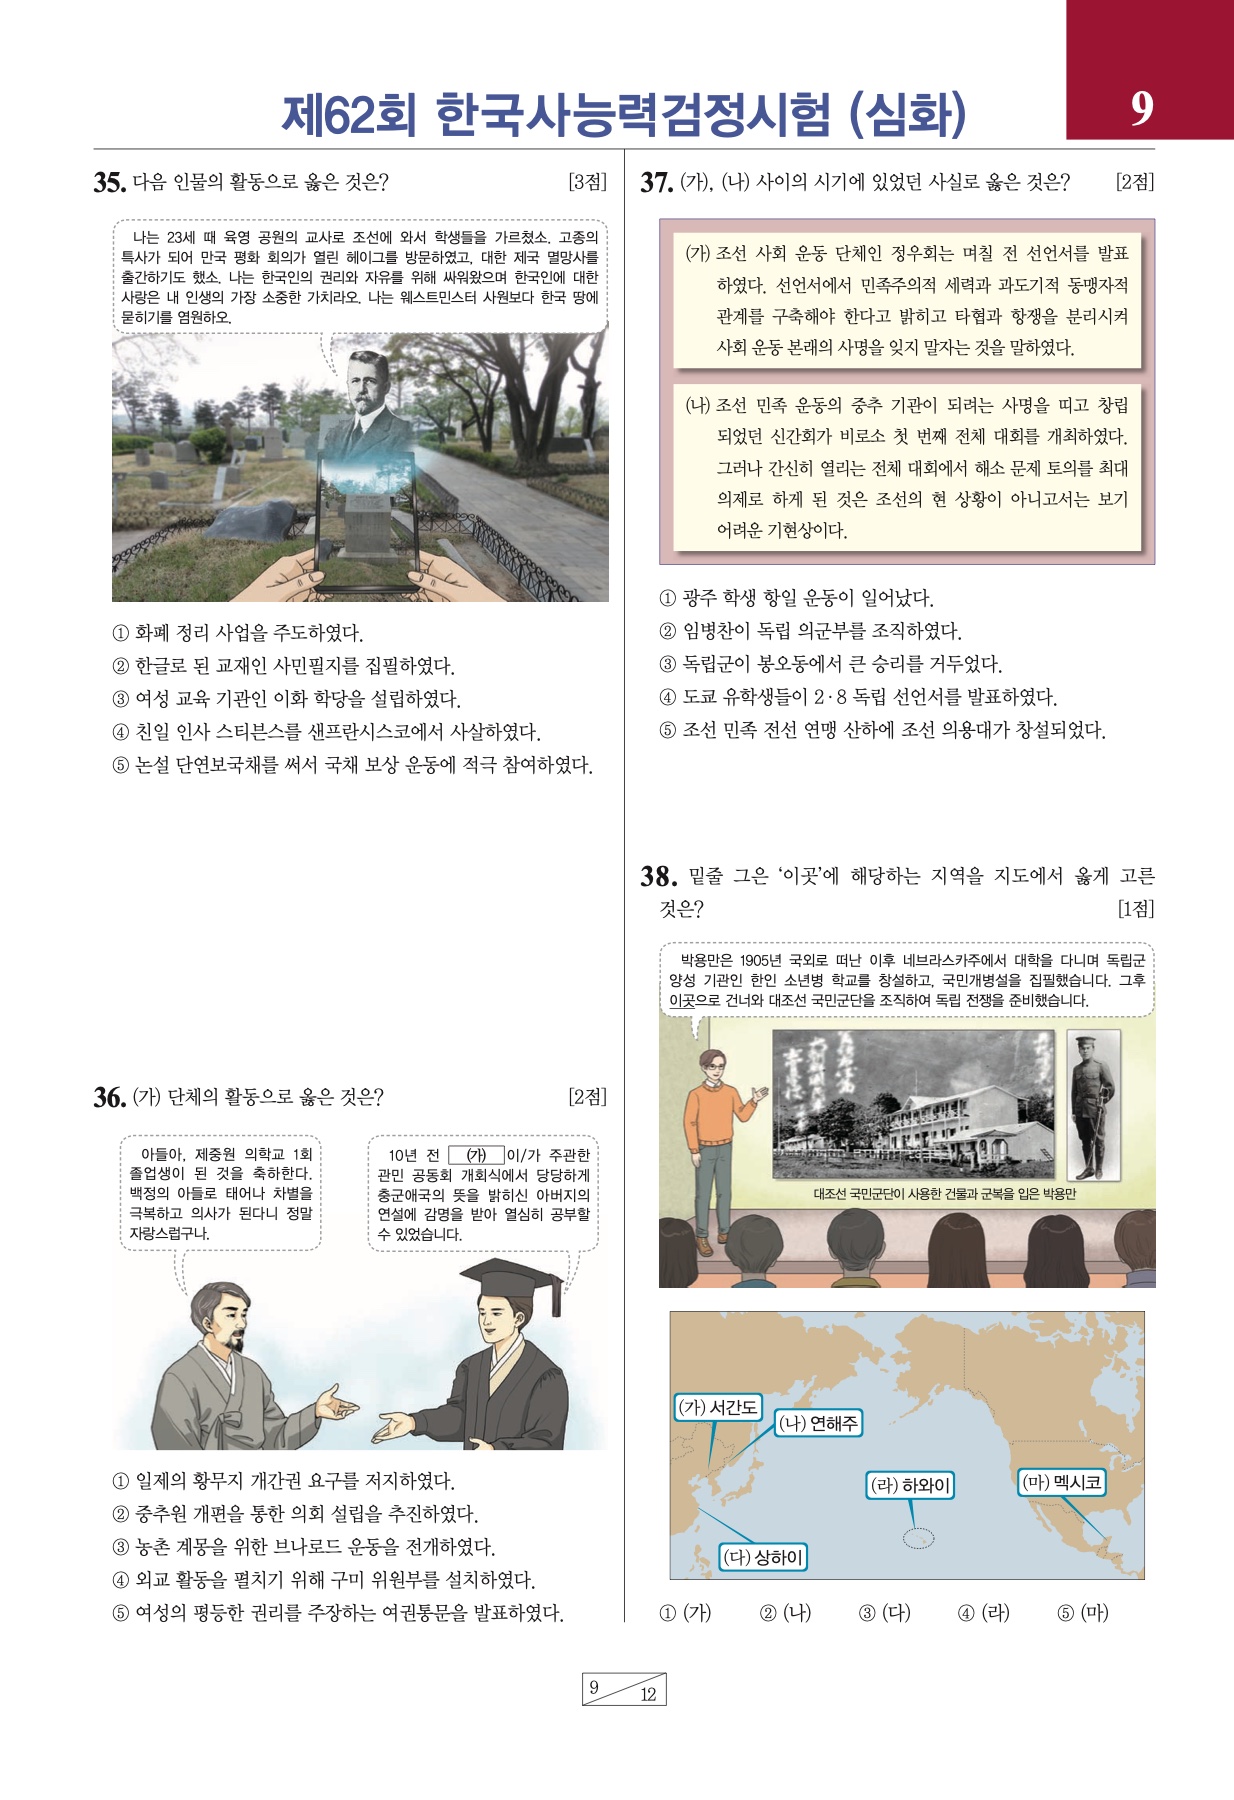 제62회 한국사능력검정시험 (심화)
9
35. 다음 인물의 활동으로 옳은 것은? [3점]
나는 23세 때 육영 공원의 교사로 조선에 와서 학생들을 가르쳤소. 고종의
특사가 되어 만국 평화 회의가 열린 헤이그를 방문하였고, 대한 제국 멸망사를
출간하기도 했소. 나는 한국인의 권리와 자유를 위해 싸워왔으며 한국인에 대한
사랑은 내 인생의 가장 소중한 가치라오. 나는 웨스트민스터 사원보다 한국 땅에
묻히기를 염원하오.
① 화폐 정리 사업을 주도하였다.
② 한글로 된 교재인 사민필지를 집필하였다.
③ 여성 교육 기관인 이화 학당을 설립하였다.
④ 친일 인사 스티븐스를 샌프란시스코에서 사살하였다.
⑤ 논설 단연보국채를 써서 국채 보상 운동에 적극 참여하였다.
36. (가) 단체의 활동으로 옳은 것은? [2점]
아들아, 제중원 의학교 1회
졸업생이 된 것을 축하한다.
백정의 아들로 태어나 차별을
극복하고 의사가 된다니 정말
자랑스럽구나.
10년 전 (가) 이/가 주관한
관민 공동회 개회식에서 당당하게
충군애국의 뜻을 밝히신 아버지의
연설에 감명을 받아 열심히 공부할
수 있었습니다.
① 일제의 황무지 개간권 요구를 저지하였다.
② 중추원 개편을 통한 의회 설립을 추진하였다.
③ 농촌 계몽을 위한 브나로드 운동을 전개하였다.
④ 외교 활동을 펼치기 위해 구미 위원부를 설치하였다.
⑤ 여성의 평등한 권리를 주장하는 여권통문을 발표하였다.
37. (가), (나) 사이의 시기에 있었던 사실로 옳은 것은? [2점]
(가) 조선 사회 운동 단체인 정우회는 며칠 전 선언서를 발표
하였다. 선언서에서 민족주의적 세력과 과도기적 동맹자적
관계를 구축해야 한다고 밝히고 타협과 항쟁을 분리시켜
사회 운동 본래의 사명을 잊지 말자는 것을 말하였다.
(나) 조선 민족 운동의 중추 기관이 되려는 사명을 띠고 창립
되었던 신간회가 비로소 첫 번째 전체 대회를 개최하였다.
그러나 간신히 열리는 전체 대회에서 해소 문제 토의를 최대
의제로 하게 된 것은 조선의 현 상황이 아니고서는 보기
어려운 기현상이다.
① 광주 학생 항일 운동이 일어났다.
② 임병찬이 독립 의군부를 조직하였다.
③ 독립군이 봉오동에서 큰 승리를 거두었다.
④ 도쿄 유학생들이 2·8 독립 선언서를 발표하였다.
⑤ 조선 민족 전선 연맹 산하에 조선 의용대가 창설되었다.
38. 밑줄 그은 ‘이곳’에 해당하는 지역을 지도에서 옳게 고른
것은? [1점]
박용만은 1905년 국외로 떠난 이후 네브라스카주에서 대학을 다니며 독립군
양성 기관인 한인 소년병 학교를 창설하고, 국민개병설을 집필했습니다. 그후
이곳으로 건너와 대조선 국민군단을 조직하여 독립 전쟁을 준비했습니다.
대조선 국민군단이 사용한 건물과 군복을 입은 박용만
(가) 서간도
(나) 연해주
(라) 하와이
(마) 멕시코
(다) 상하이
① (가) ② (나) ③ (다) ④ (라) ⑤ (마)
9
12